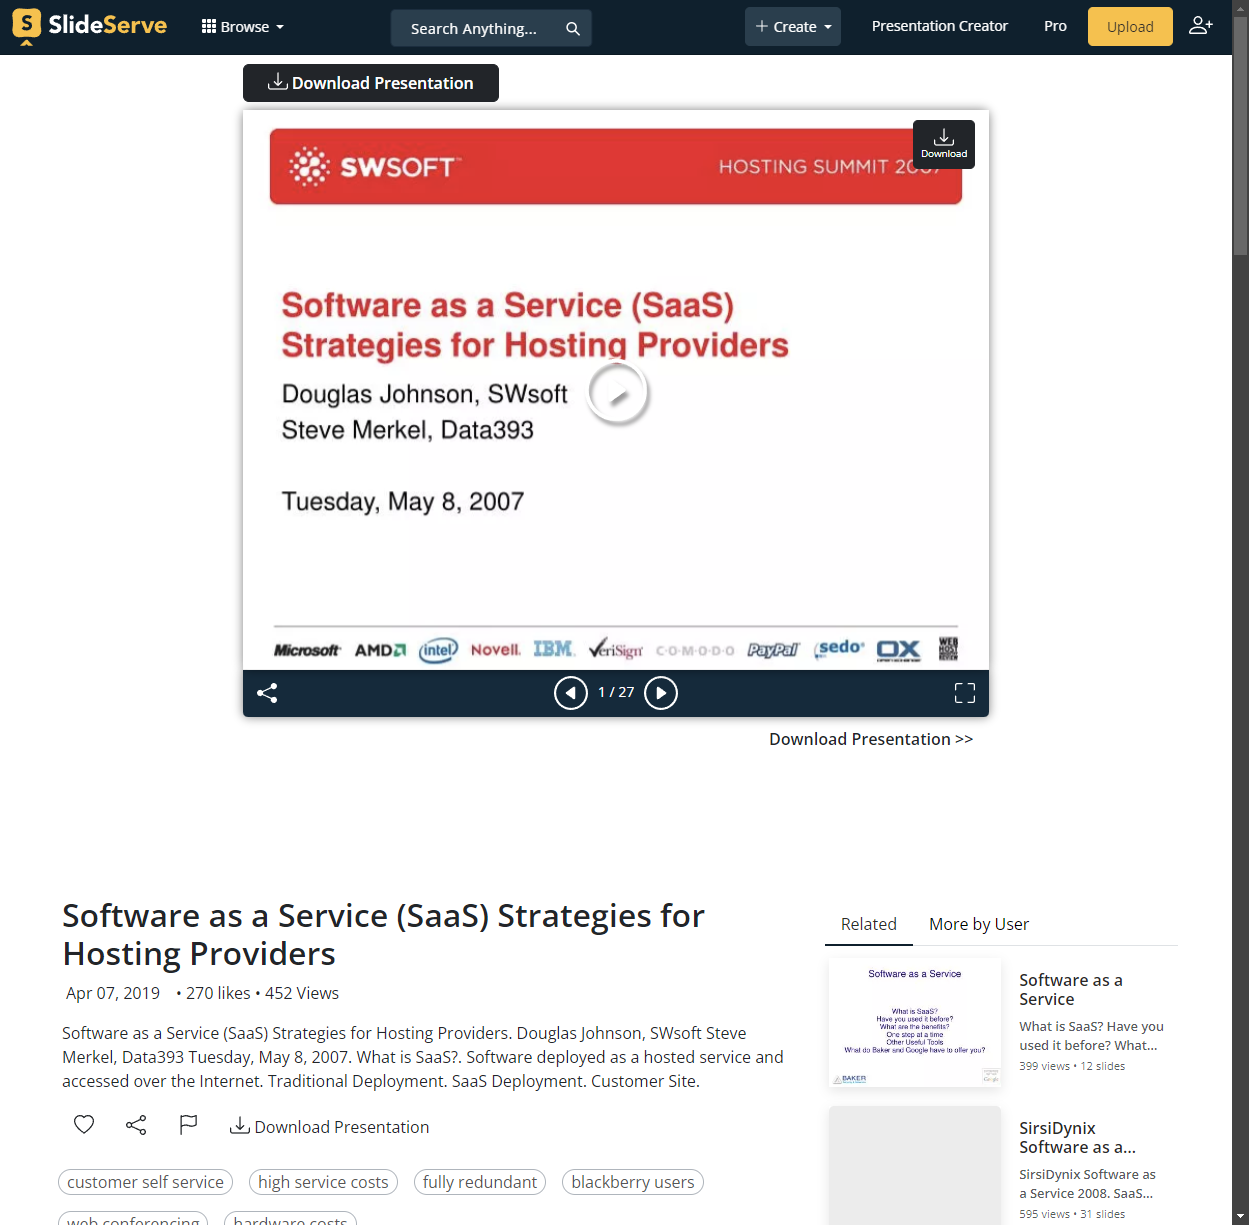 SlideServe
Browse
Search Anything...
Create
Presentation Creator
Pro
Upload
Download Presentation
SWSOFT
HOSTING SUMMIT
Download
Software as a Service (SaaS)
Strategies for Hosting Providers
Douglas Johnson, SWsoft
Steve Merkel, Data393
Tuesday, May 8, 2007
Microsoft AMD intel Novell. IBM. VeriSign COMODO PayPal sedo OX
1 / 27
Download Presentation >>
Software as a Service (SaaS) Strategies for
Hosting Providers
Apr 07, 2019 • 270 likes • 452 Views
Software as a Service (SaaS) Strategies for Hosting Providers. Douglas Johnson, SWsoft Steve
Merkel, Data393 Tuesday, May 8, 2007. What is SaaS?. Software deployed as a hosted service and
accessed over the Internet. Traditional Deployment. SaaS Deployment. Customer Site.
Download Presentation
customer self service
high service costs
fully redundant
blackberry users
web conferencing
hardware costs
Related
More by User
Software as a Service
What is SaaS?
Have you used it before?
What are the benefits?
One step at a time
Other Useful Tools
What do Baker and Google have to offer you?
BAKER
Google
Software as a
Service
What is SaaS? Have you
used it before? What...
399 views • 12 slides
SirsiDynix
Software as a...
SirsiDynix Software as
a Service 2008. SaaS...
595 views • 31 slides